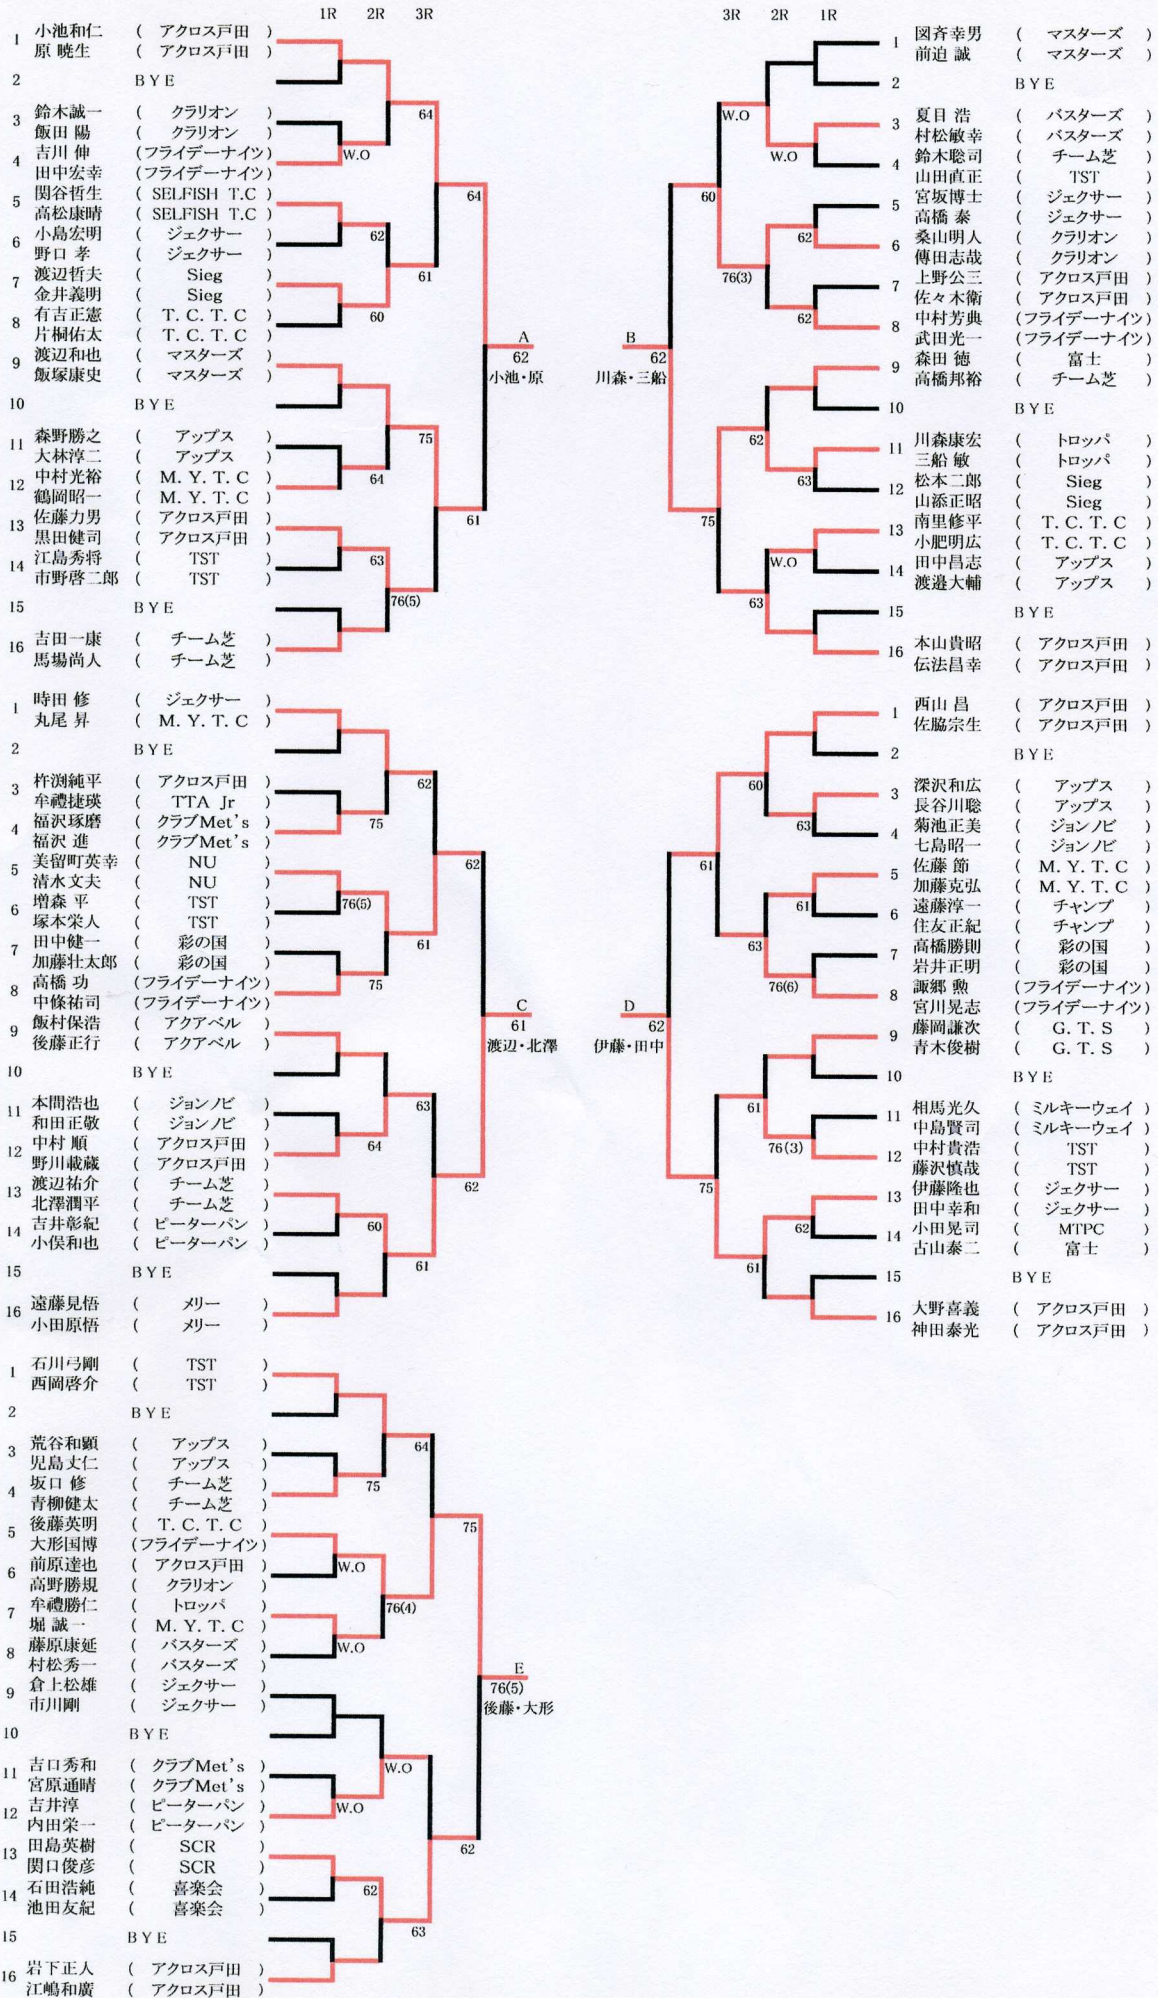 1R 2R 3R
1 小池和仁 ( アクロス戸田 )
原 暁生 ( アクロス戸田 )
2 BYE
3 鈴木誠一 ( クラリオン )
飯田 陽 ( クラリオン )
4 吉川 伸 (フライデーナイツ)
田中宏幸 (フライデーナイツ)
W.O
64
5 関谷哲生 ( SELFISH T.C )
高松康晴 ( SELFISH T.C )
6 小島宏明 ( ジェクサー )
野口 孝 ( ジェクサー )
62
7 渡辺哲夫 ( Sieg )
金井義明 ( Sieg )
8 有吉正憲 ( T.C.T.C )
片桐佑太 ( T.C.T.C )
60
61
64
9 渡辺和也 ( マスターズ )
飯塚康史 ( マスターズ )
10 BYE
11 森野勝之 ( アップス )
大林淳二 ( アップス )
12 中村光裕 ( M.Y.T.C )
鶴岡昭一 ( M.Y.T.C )
64
75
13 佐藤力男 ( アクロス戸田 )
黒田健司 ( アクロス戸田 )
14 江島秀将 ( TST )
市野啓二郎 ( TST )
63
15 BYE
16 吉田一康 ( チーム芝 )
馬場尚人 ( チーム芝 )
76(5)
61
A
62
小池・原
3R 2R 1R
1 図斉幸男 ( マスターズ )
前迫 誠 ( マスターズ )
2 BYE
3 夏目 浩 ( バスターズ )
村松敏幸 ( バスターズ )
4 鈴木聡司 ( チーム芝 )
山田直正 ( TST )
W.O
W.O
5 宮坂博士 ( ジェクサー )
高橋 泰 ( ジェクサー )
6 桑山明人 ( クラリオン )
傳田志哉 ( クラリオン )
62
7 上野公三 ( アクロス戸田 )
佐々木衛 ( アクロス戸田 )
8 中村芳典 (フライデーナイツ)
武田光一 (フライデーナイツ)
62
76(3)
60
9 森田 徳 ( 富士 )
高橋邦裕 ( チーム芝 )
10 BYE
11 川森康宏 ( トロッパ )
三船 敏 ( トロッパ )
12 松本二郎 ( Sieg )
山添正昭 ( Sieg )
63
62
13 南里修平 ( T.C.T.C )
小肥明広 ( T.C.T.C )
14 田中昌志 ( アップス )
渡邉大輔 ( アップス )
W.O
15 BYE
16 本山貴昭 ( アクロス戸田 )
伝法昌幸 ( アクロス戸田 )
63
75
B
62
川森・三船
1 時田 修 ( ジェクサー )
丸尾 昇 ( M.Y.T.C )
2 BYE
3 杵渕純平 ( アクロス戸田 )
牟禮捷瑛 ( TTA Jr )
4 福沢琢磨 ( クラブMet's )
福沢 進 ( クラブMet's )
75
62
5 美留町英幸 ( NU )
清水文夫 ( NU )
6 増森 平 ( TST )
塚本栄人 ( TST )
76(5)
7 田中健一 ( 彩の国 )
加藤壮太郎 ( 彩の国 )
8 高橋 功 (フライデーナイツ)
中條祐司 (フライデーナイツ)
75
61
62
9 飯村保浩 ( アクアベル )
後藤正行 ( アクアベル )
10 BYE
11 本間浩也 ( ジョンノビ )
和田正敬 ( ジョンノビ )
12 中村 順 ( アクロス戸田 )
野川載蔵 ( アクロス戸田 )
64
63
13 渡辺祐介 ( チーム芝 )
北澤潤平 ( チーム芝 )
14 吉井彰紀 ( ピーターパン )
小俣和也 ( ピーターパン )
60
15 BYE
16 遠藤見悟 ( メリー )
小田原悟 ( メリー )
61
62
C
61
渡辺・北澤
1 西山 昌 ( アクロス戸田 )
佐脇宗生 ( アクロス戸田 )
2 BYE
3 深沢和広 ( アップス )
長谷川聡 ( アップス )
4 菊池正美 ( ジョンノビ )
七島昭一 ( ジョンノビ )
63
60
5 佐藤 節 ( M.Y.T.C )
加藤克弘 ( M.Y.T.C )
6 遠藤淳一 ( チャンプ )
住友正紀 ( チャンプ )
61
7 高橋勝則 ( 彩の国 )
岩井正明 ( 彩の国 )
8 諏郷 勲 (フライデーナイツ)
宮川晃志 (フライデーナイツ)
76(6)
63
61
9 藤岡謙次 ( G.T.S )
青木俊樹 ( G.T.S )
10 BYE
11 相馬光久 ( ミルキーウェイ )
中島賢司 ( ミルキーウェイ )
12 中村貴浩 ( TST )
藤沢慎哉 ( TST )
76(3)
61
13 伊藤隆也 ( ジェクサー )
田中幸和 ( ジェクサー )
14 小田晃司 ( MTPC )
古山泰二 ( 富士 )
62
15 BYE
16 大野喜義 ( アクロス戸田 )
神田泰光 ( アクロス戸田 )
61
75
D
62
伊藤・田中
1 石川弓剛 ( TST )
西岡啓介 ( TST )
2 BYE
3 荒谷和顕 ( アップス )
児島丈仁 ( アップス )
4 坂口 修 ( チーム芝 )
青柳健太 ( チーム芝 )
75
64
5 後藤英明 ( T.C.T.C )
大形国博 (フライデーナイツ)
6 前原達也 ( アクロス戸田 )
高野勝規 ( クラリオン )
W.O
7 牟禮勝仁 ( トロッパ )
堀 誠一 ( M.Y.T.C )
8 藤原康延 ( バスターズ )
村松秀一 ( バスターズ )
W.O
76(4)
75
9 倉上松雄 ( ジェクサー )
市川剛 ( ジェクサー )
10 BYE
11 吉口秀和 ( クラブMet's )
宮原通晴 ( クラブMet's )
12 吉井淳 ( ピーターパン )
内田栄一 ( ピーターパン )
W.O
W.O
13 田島英樹 ( SCR )
関口俊彦 ( SCR )
14 石田浩純 ( 喜楽会 )
池田友紀 ( 喜楽会 )
62
15 BYE
16 岩下正人 ( アクロス戸田 )
江嶋和廣 ( アクロス戸田 )
63
62
E
76(5)
後藤・大形